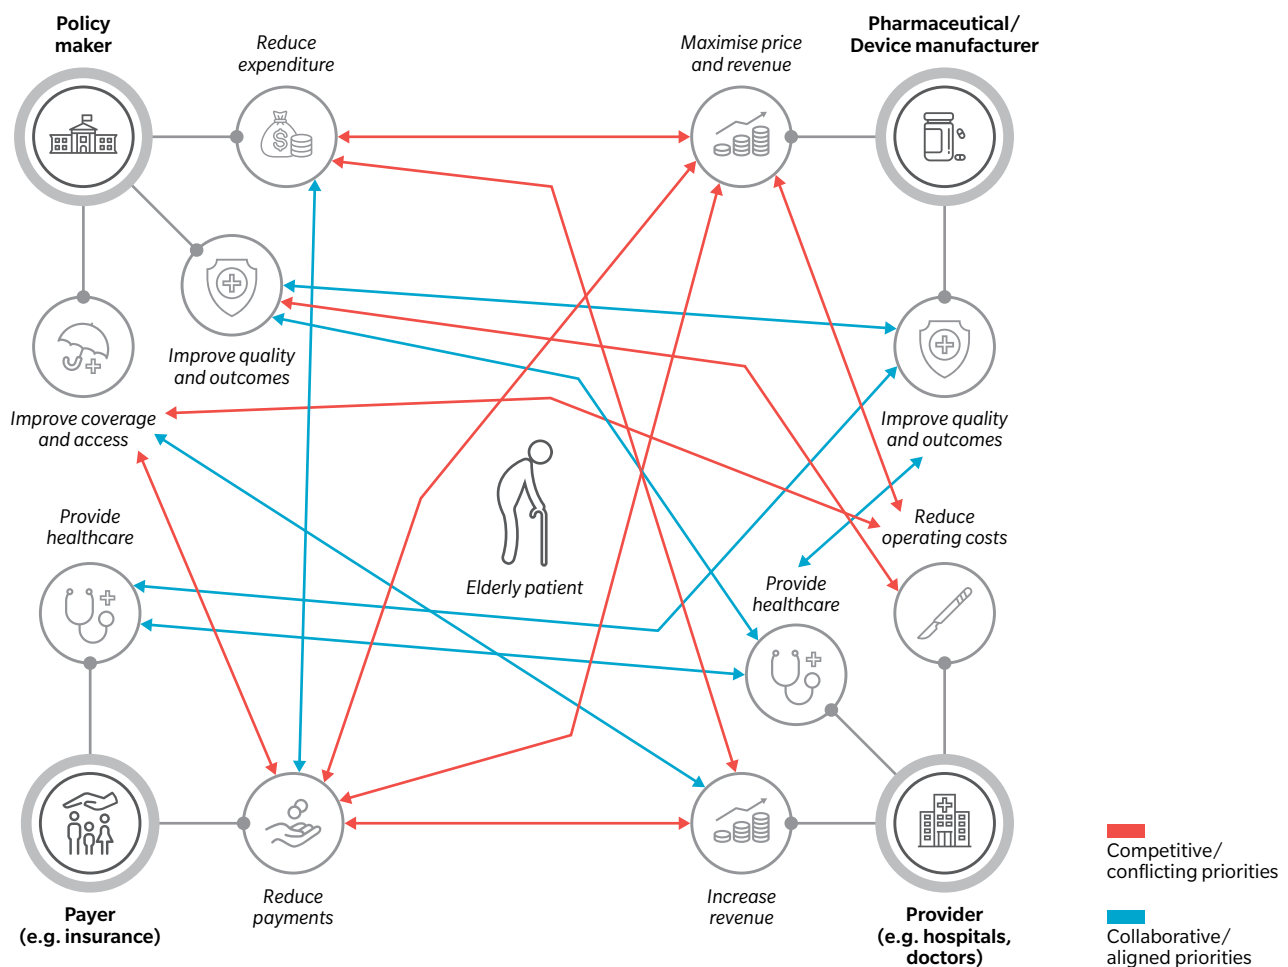 Policy
maker
Reduce
expenditure
Maximise price
and revenue
Pharmaceutical/
Device manufacturer
$
Improve quality
and outcomes
Improve coverage
and access
Improve quality
and outcomes
Provide
healthcare
Reduce
operating costs
Elderly patient
Provide
healthcare
Reduce
payments
Increase
revenue
Payer
(e.g. insurance)
Provider
(e.g. hospitals,
doctors)
Competitive/
conflicting priorities
Collaborative/
aligned priorities